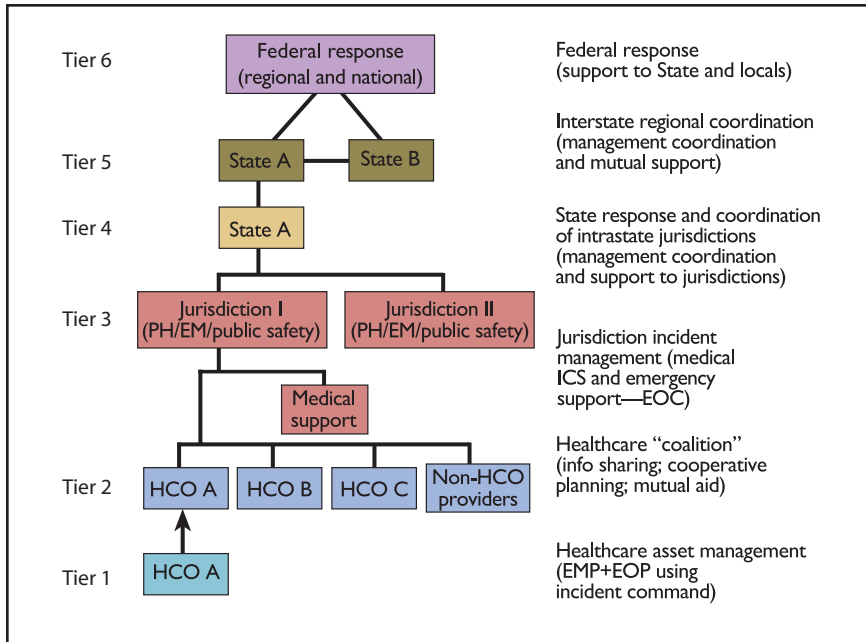 Tier 6
Federal response
(regional and national)
Federal response
(support to State and locals)
Tier 5
State A
State B
Interstate regional coordination
(management coordination
and mutual support)
Tier 4
State A
State response and coordination
of intrastate jurisdictions
(management coordination
and support to jurisdictions)
Tier 3
Jurisdiction I
(PH/EM/public safety)
Jurisdiction II
(PH/EM/public safety)
Medical
support
Jurisdiction incident
management (medical
ICS and emergency
support—EOC)
Tier 2
HCO A
HCO B
HCO C
Non-HCO
providers
Healthcare “coalition”
(info sharing; cooperative
planning; mutual aid)
Tier 1
HCO A
Healthcare asset management
(EMP+EOP using
incident command)